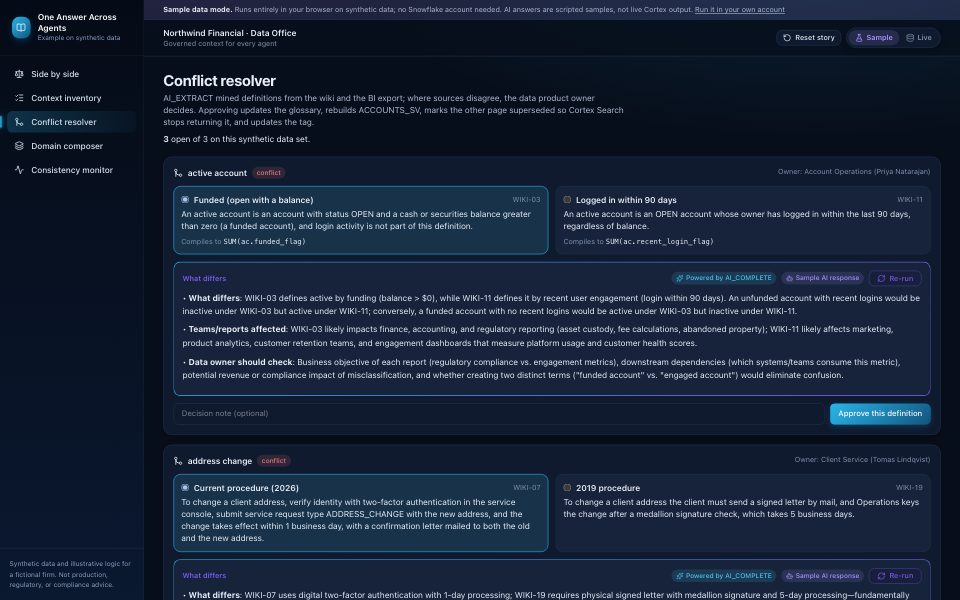 Sample data mode. Runs entirely in your browser on synthetic data; no Snowflake account needed. AI answers are scripted samples, not live Cortex output. Run it in your own account
One Answer Across
Agents
Example on synthetic data
Northwind Financial · Data Office
Governed context for every agent
Reset story
Sample
Live
Side by side
Context inventory
Conflict resolver
Domain composer
Consistency monitor
Conflict resolver
AI_EXTRACT mined definitions from the wiki and the BI export; where sources disagree, the data product owner
decides. Approving updates the glossary, rebuilds ACCOUNTS_SV, marks the other page superseded so Cortex Search
stops returning it, and updates the tag.
3 open of 3 on this synthetic data set.
active account conflict
Owner: Account Operations (Priya Natarajan)
Funded (open with a balance) WIKI-03
An active account is an account with status OPEN and a cash or securities balance greater
than zero (a funded account), and login activity is not part of this definition.
Compiles to SUM(ac.funded_flag)
Logged in within 90 days WIKI-11
An active account is an OPEN account whose owner has logged in within the last 90 days,
regardless of balance.
Compiles to SUM(ac.recent_login_flag)
What differs Powered by AI_COMPLETE Sample AI response Re-run
• What differs: WIKI-03 defines active by funding (balance > $0), while WIKI-11 defines it by recent user engagement (login within 90 days). An unfunded account with recent logins would be
inactive under WIKI-03 but active under WIKI-11; conversely, a funded account with no recent logins would be active under WIKI-03 but inactive under WIKI-11.
• Teams/reports affected: WIKI-03 likely impacts finance, accounting, and regulatory reporting (asset custody, fee calculations, abandoned property); WIKI-11 likely affects marketing,
product analytics, customer retention teams, and engagement dashboards that measure platform usage and customer health scores.
• Data owner should check: Business objective of each report (regulatory compliance vs. engagement metrics), downstream dependencies (which systems/teams consume this metric),
potential revenue or compliance impact of misclassification, and whether creating two distinct terms ("funded account" vs. "engaged account") would eliminate confusion.
Decision note (optional)
Approve this definition
address change conflict
Owner: Client Service (Tomas Lindqvist)
Current procedure (2026) WIKI-07
To change a client address, verify identity with two-factor authentication in the service
console, submit service request type ADDRESS_CHANGE with the new address, and the
change takes effect within 1 business day, with a confirmation letter mailed to both the old
and the new address.
2019 procedure WIKI-19
To change a client address the client must send a signed letter by mail, and Operations keys
the change after a medallion signature check, which takes 5 business days.
What differs Powered by AI_COMPLETE Sample AI response Re-run
• What differs: WIKI-07 uses digital two-factor authentication with 1-day processing; WIKI-19 requires physical signed letter with medallion signature and 5-day processing—fundamentally
Synthetic data and illustrative logic for
a fictional firm. Not production,
regulatory, or compliance advice.